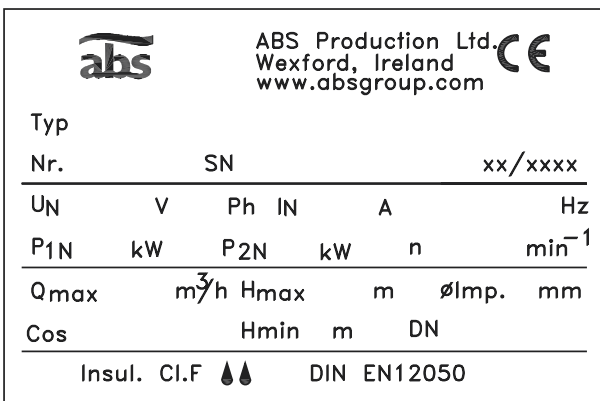 abs
ABS Production Ltd. CE
Wexford, Ireland
www.absgroup.com
Typ
Nr. SN xx/xxxx
UN V Ph IN A Hz
P1N kW P2N kW n min⁻¹
Qmax m³/h Hmax m øImp. mm
Cos Hmin m DN
Insul. Cl.F DIN EN12050